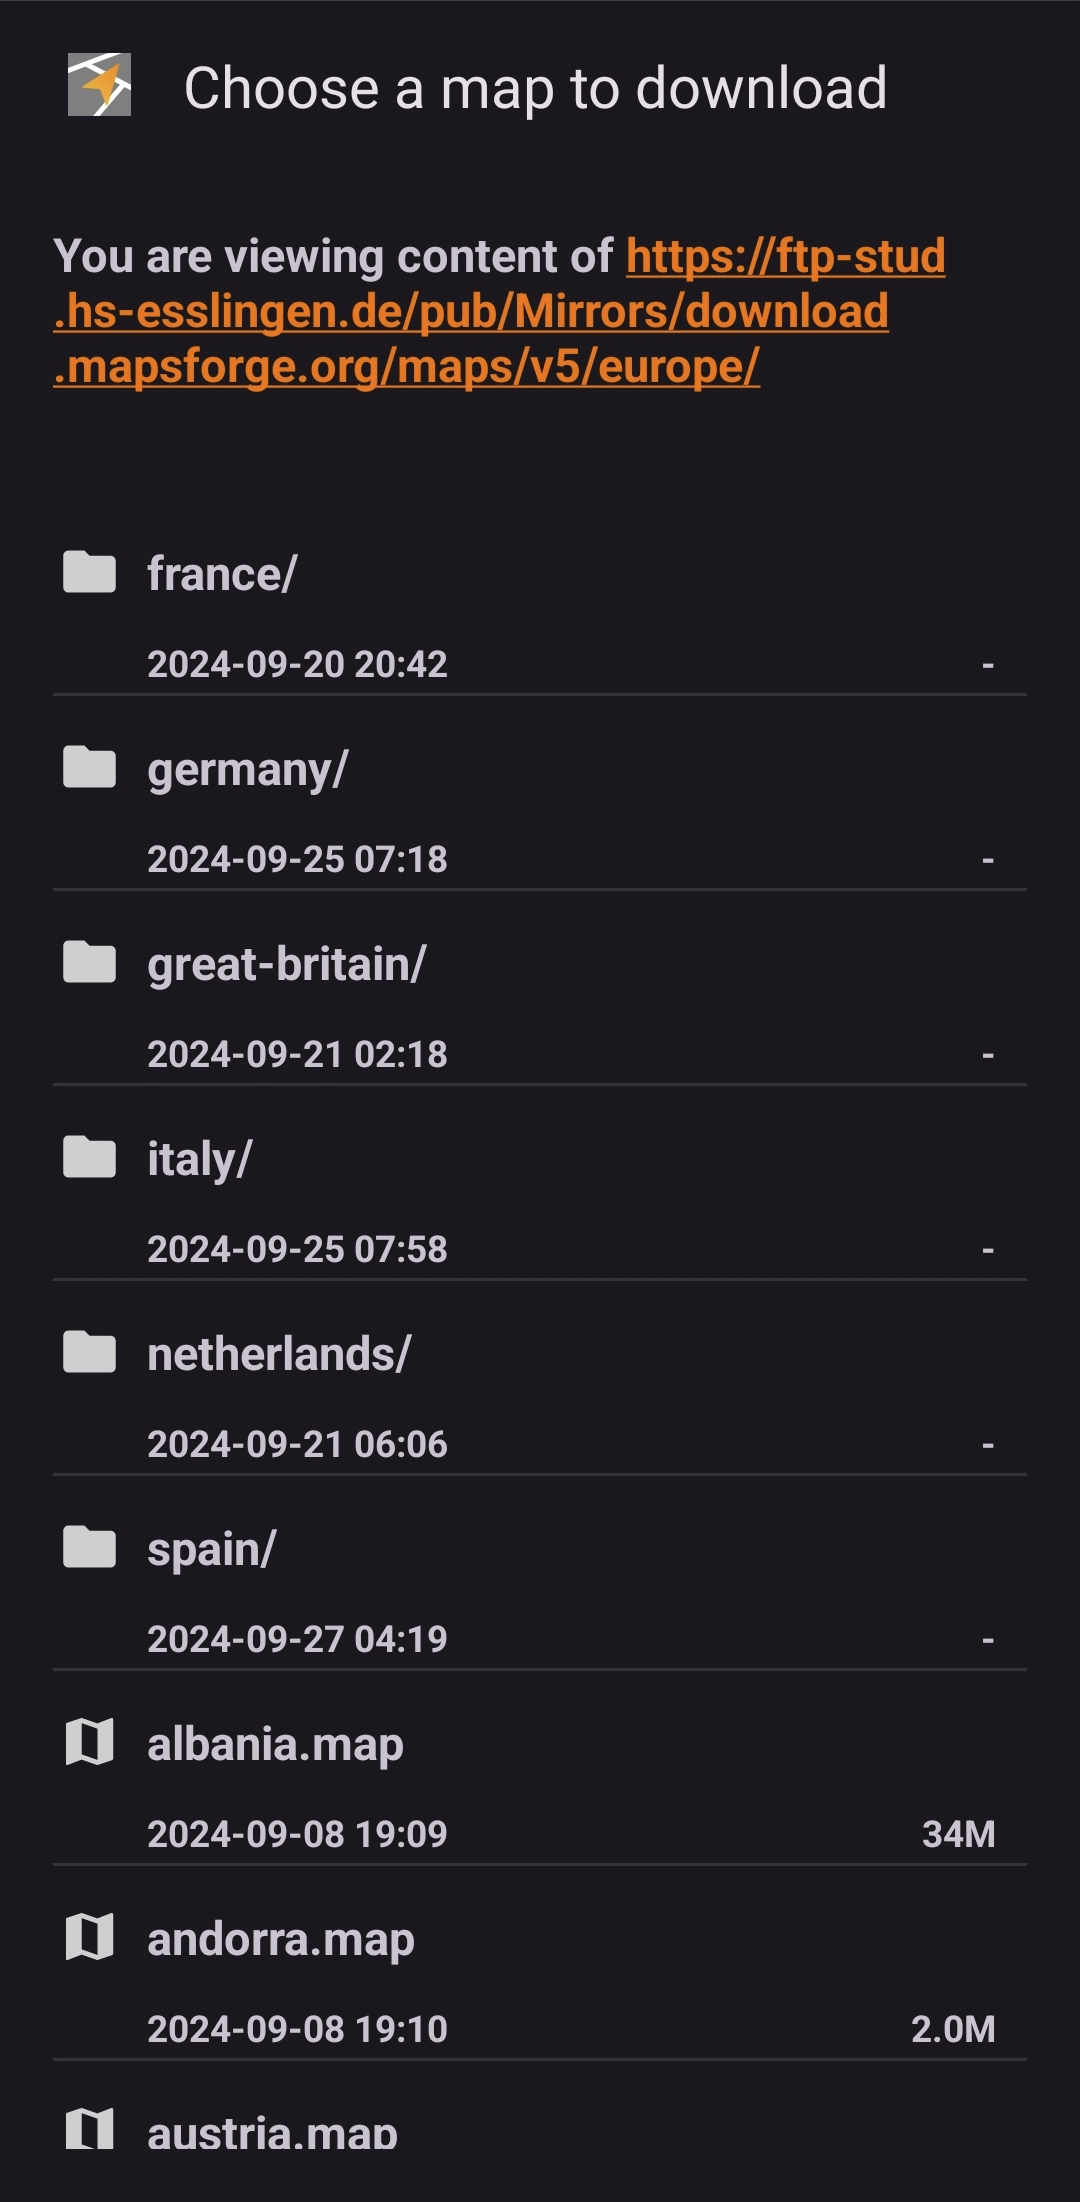 Choose a map to download
You are viewing content of https://ftp-stud
.hs-esslingen.de/pub/Mirrors/download
.mapsforge.org/maps/v5/europe/
france/
2024-09-20 20:42 -
germany/
2024-09-25 07:18 -
great-britain/
2024-09-21 02:18 -
italy/
2024-09-25 07:58 -
netherlands/
2024-09-21 06:06 -
spain/
2024-09-27 04:19 -
albania.map
2024-09-08 19:09 34M
andorra.map
2024-09-08 19:10 2.0M
austria.map